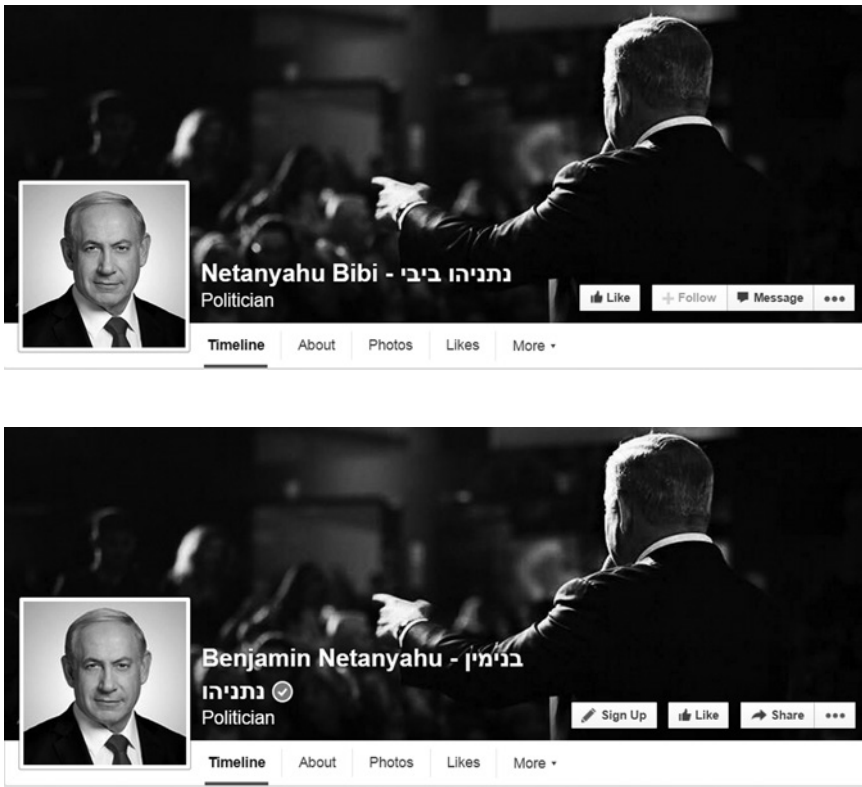 Netanyahu Bibi - נתניהו ביבי
Politician
Like
Follow
Message
Timeline
About
Photos
Likes
More
Benjamin Netanyahu - בנימין
נתניהו
Politician
Sign Up
Like
Share
Timeline
About
Photos
Likes
More